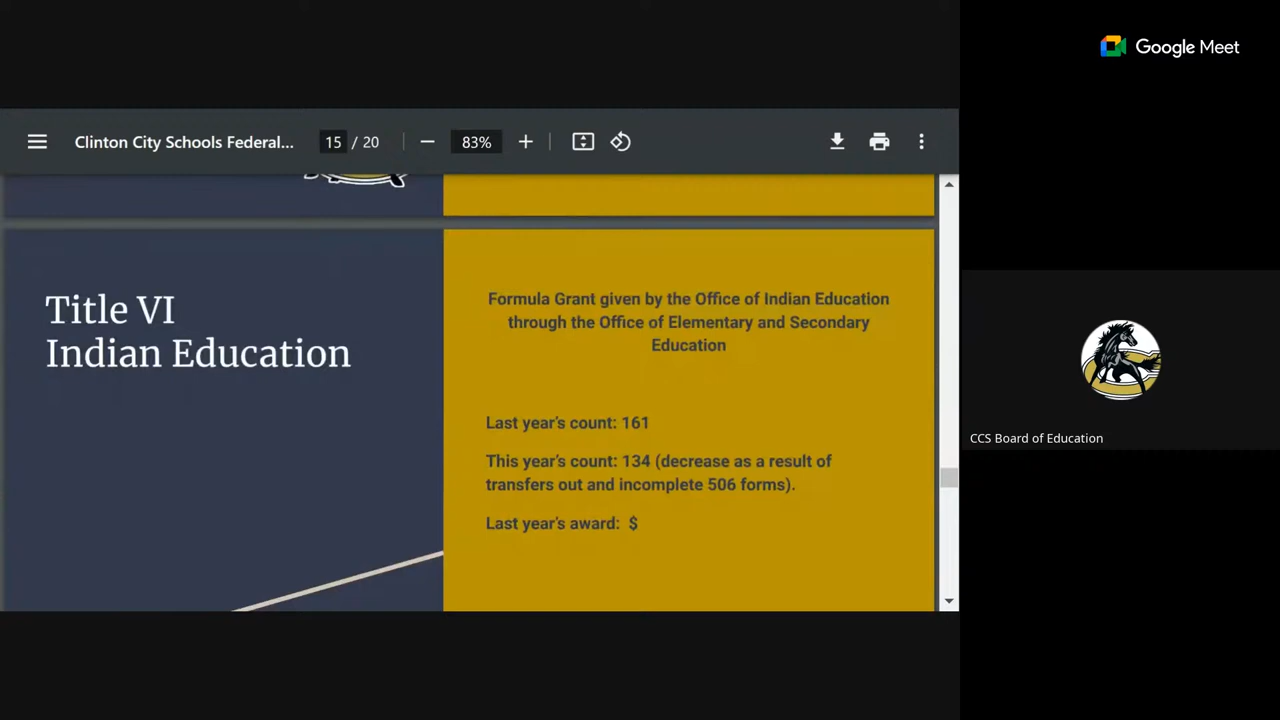 Google Meet
Clinton City Schools Federal...
15 / 20
83%
Title VI
Indian Education
Formula Grant given by the Office of Indian Education
through the Office of Elementary and Secondary
Education
Last year's count: 161
This year's count: 134 (decrease as a result of
transfers out and incomplete 506 forms).
Last year's award: $
CCS Board of Education